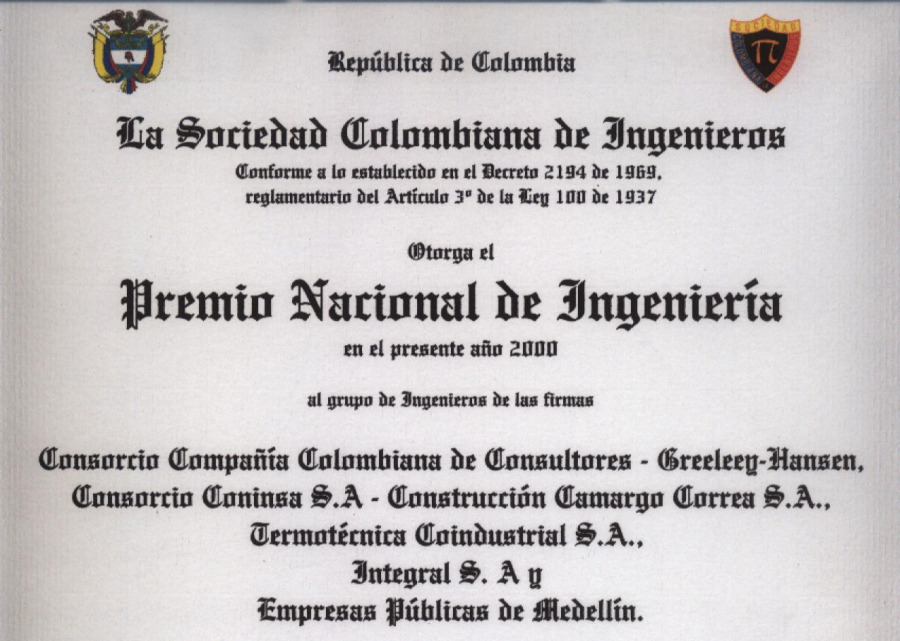 República de Colombia
SOCIEDAD
π
La Sociedad Colombiana de Ingenieros
Conforme a lo establecido en el Decreto 2194 de 1969,
reglamentario del Artículo 3º de la Ley 100 de 1937
Otorga el
Premio Nacional de Ingeniería
en el presente año 2000
al grupo de Ingenieros de las firmas
Consorcio Compañía Colombiana de Consultores - Greeleey-Hansen,
Consorcio Coninsa S.A - Construcción Camargo Correa S.A.,
Termotécnica Coindustrial S.A.,
Integral S. A y
Empresas Públicas de Medellín.